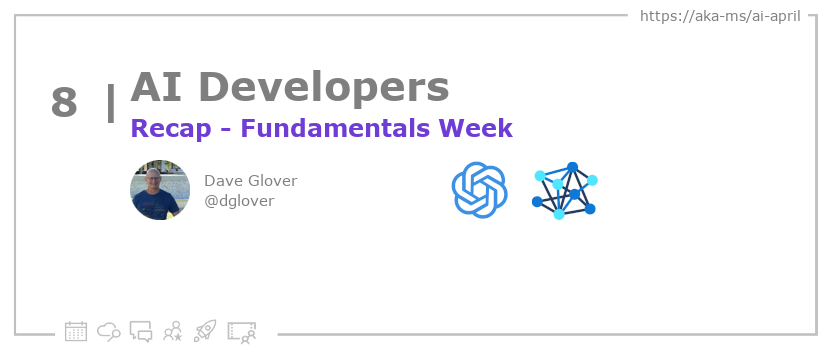 https://aka-ms/ai-april
8 | AI Developers
Recap - Fundamentals Week
Dave Glover
@dglover